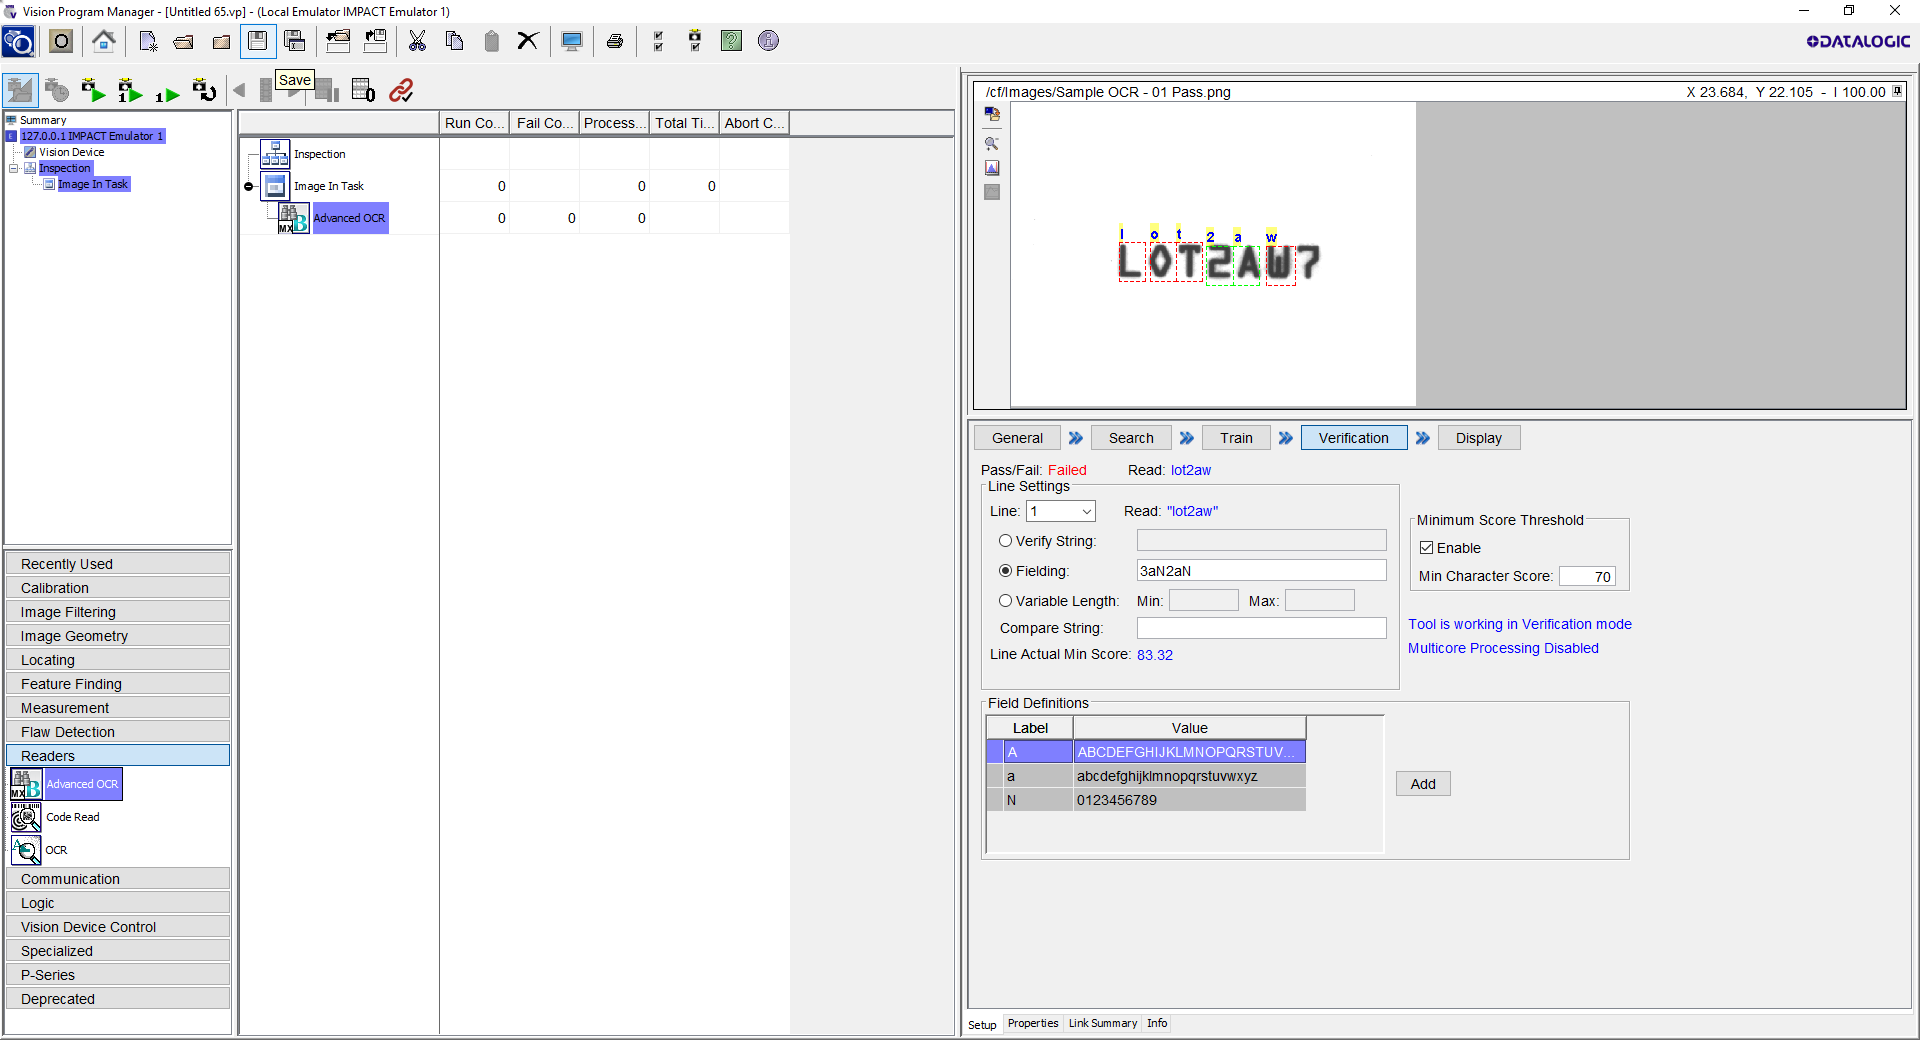 Vision Program Manager - [Untitled 65.vp] - (Local Emulator IMPACT Emulator 1)
DATALOGIC
Save
Summary
127.0.0.1 IMPACT Emulator 1
Vision Device
Inspection
Image In Task
Run Co... Fail Co... Process... Total Ti... Abort C...
Inspection
Image In Task 0 0 0
Advanced OCR 0 0 0
/cf/Images/Sample OCR - 01 Pass.png X 23.684, Y 22.105 - I 100.00
l o t 2 a w
LOT2AW7
General Search Train Verification Display
Pass/Fail: Failed Read: lot2aw
Line Settings
Line: 1 Read: "lot2aw"
Verify String:
Fielding: 3aN2aN
Variable Length: Min: Max:
Compare String:
Line Actual Min Score: 83.32
Minimum Score Threshold
Enable
Min Character Score: 70
Tool is working in Verification mode
Multicore Processing Disabled
Field Definitions
Label Value
A ABCDEFGHIJKLMNOPQRSTUV...
a abcdefghijklmnopqrstuvwxyz
N 0123456789
Add
Recently Used
Calibration
Image Filtering
Image Geometry
Locating
Feature Finding
Measurement
Flaw Detection
Readers
Advanced OCR
Code Read
OCR
Communication
Logic
Vision Device Control
Specialized
P-Series
Deprecated
Setup Properties Link Summary Info